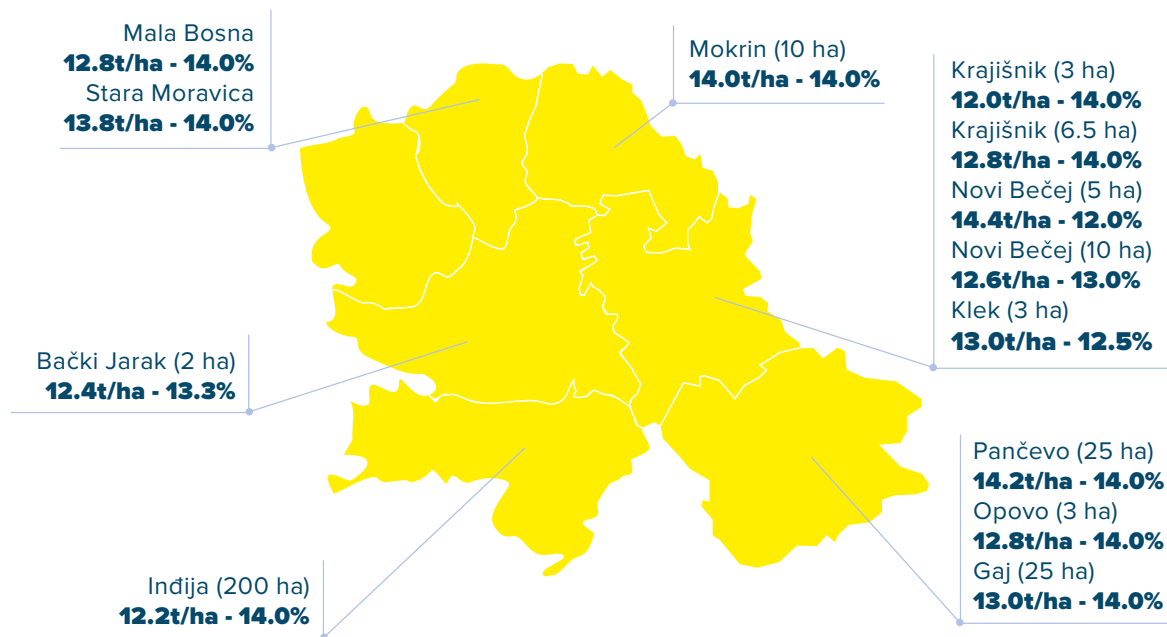 Mala Bosna
12.8t/ha - 14.0%
Stara Moravica
13.8t/ha - 14.0%
Mokrin (10 ha)
14.0t/ha - 14.0%
Krajišnik (3 ha)
12.0t/ha - 14.0%
Krajišnik (6.5 ha)
12.8t/ha - 14.0%
Novi Bečej (5 ha)
14.4t/ha - 12.0%
Novi Bečej (10 ha)
12.6t/ha - 13.0%
Klek (3 ha)
13.0t/ha - 12.5%
Bački Jarak (2 ha)
12.4t/ha - 13.3%
Pančevo (25 ha)
14.2t/ha - 14.0%
Opovo (3 ha)
12.8t/ha - 14.0%
Gaj (25 ha)
13.0t/ha - 14.0%
Inđija (200 ha)
12.2t/ha - 14.0%